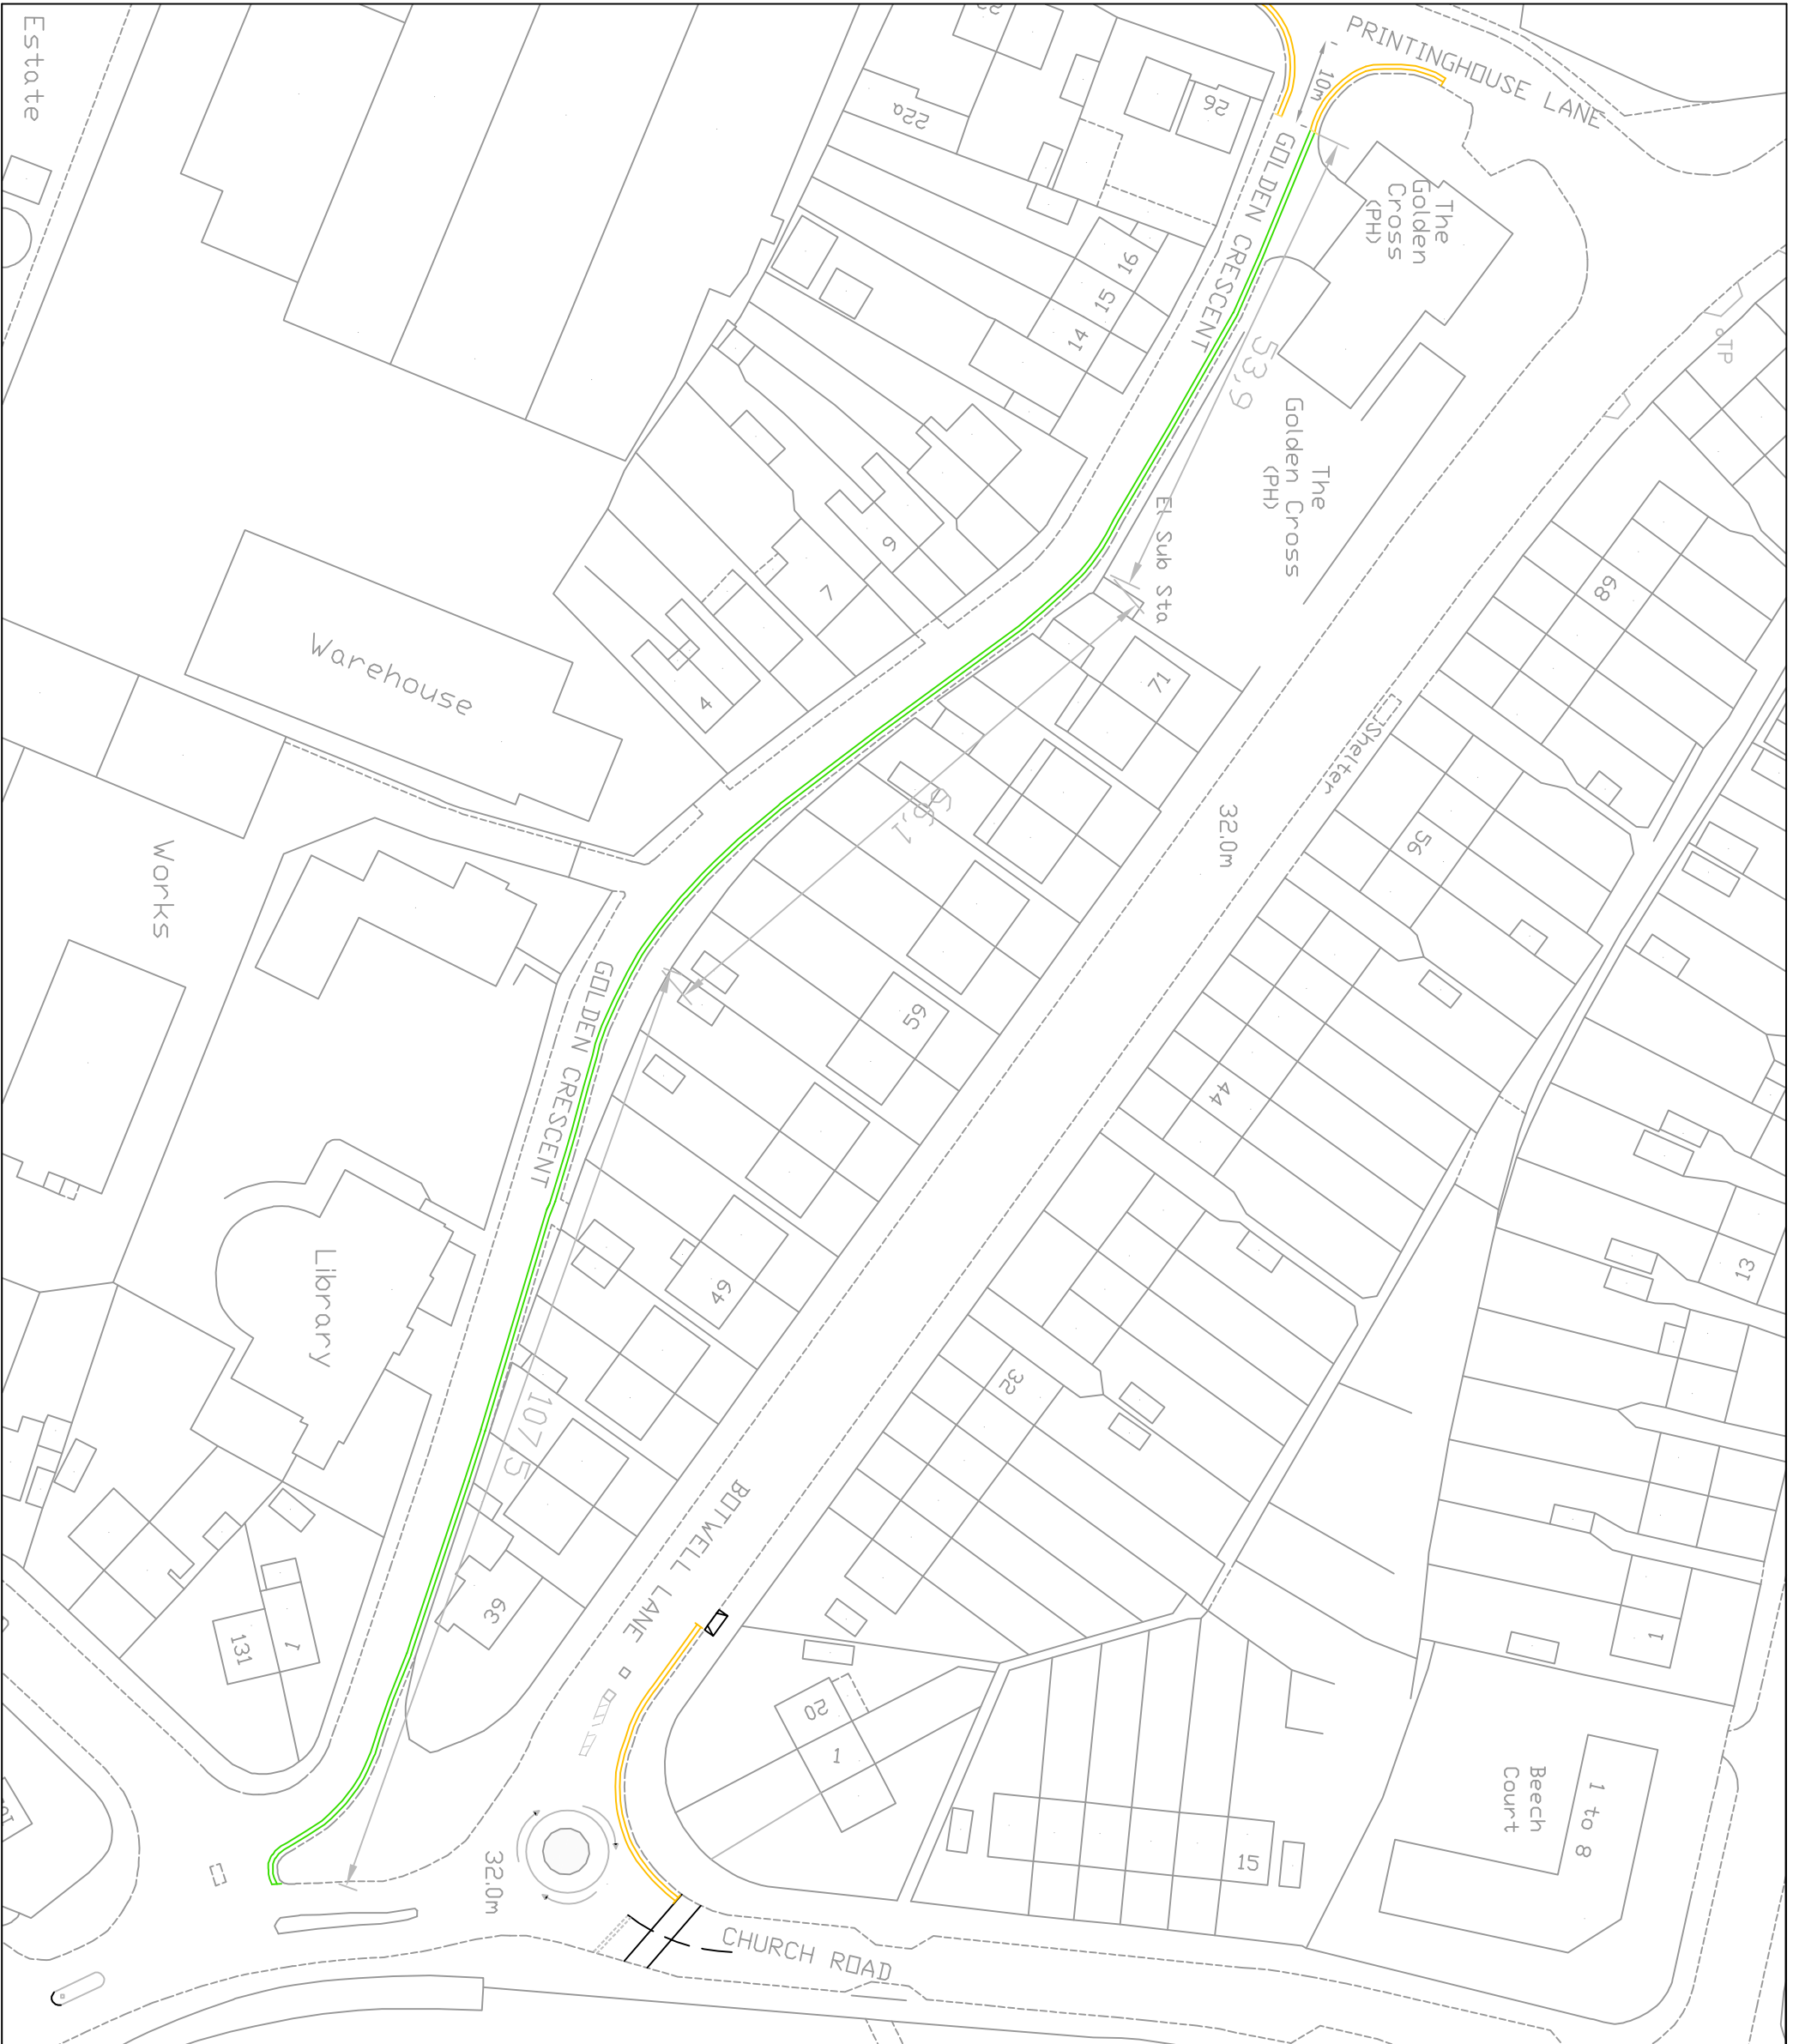 Estate
PRINTINGHOUSE LANE
10m
22a
26
GOLDEN CRESCENT
The
Golden
Cross
(PH)
16
15
14
53,9
TP
The
Golden Cross
(PH)
El Sub Sta
9
7
4
89
Warehouse
71
Shelter
66,1
32.0m
56
Works
GOLDEN CRESCENT
59
44
13
Library
49
32
107,5
BOTWELL LANE
39
131
1
1
20
1
Beech
Court
1 to 8
15
32.0m
CHURCH ROAD